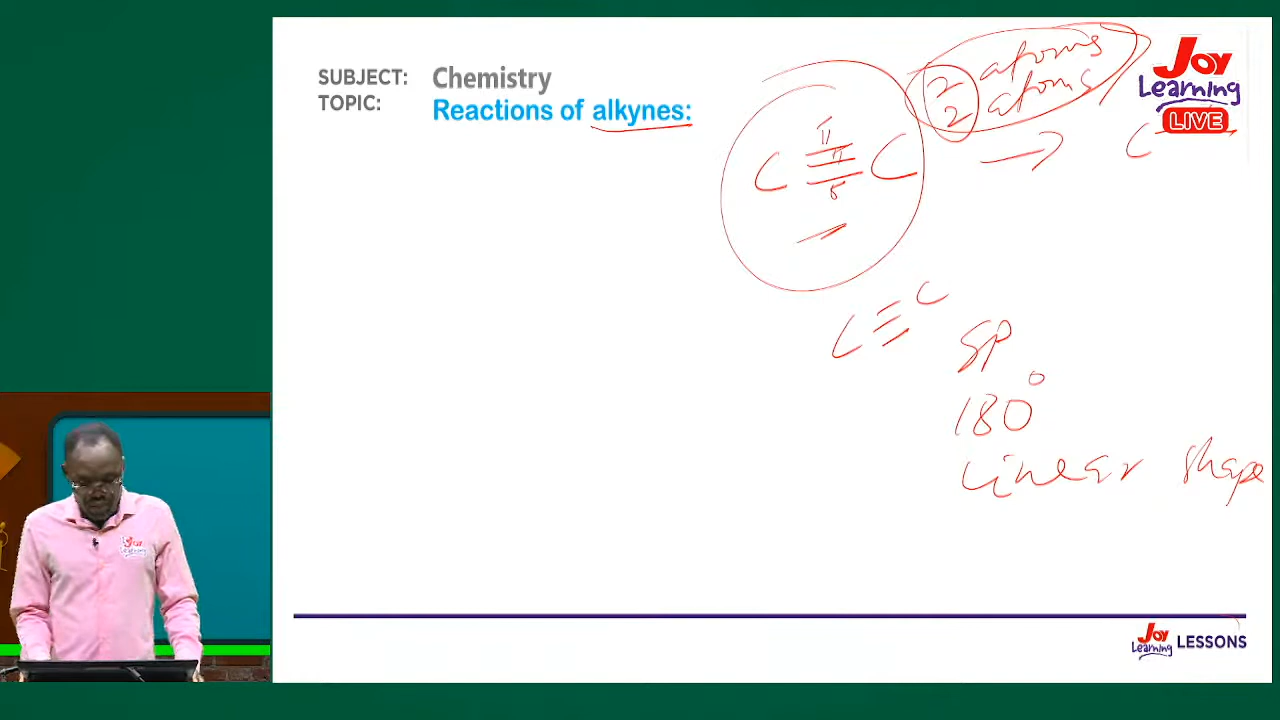 SUBJECT: Chemistry
TOPIC: Reactions of alkynes:
2 atoms
2 atoms
Joy
Learning
LIVE
π
C ≡ C → C
π
σ
C ≡ C
SP
180°
Linear shape
Joy
Learning LESSONS